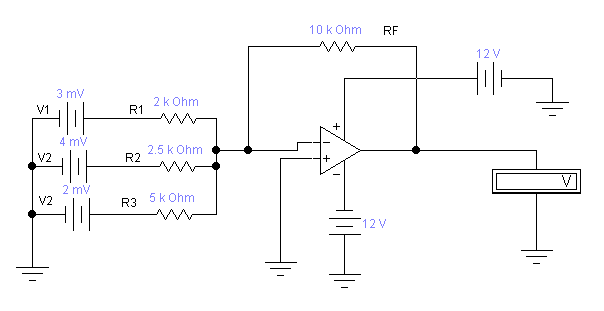 10 k Ohm RF
12 V
3 mV
V1 R1 2 k Ohm
4 mV
V2 R2 2.5 k Ohm
2 mV
V2 R3 5 k Ohm
+
−
+
−
V
12 V